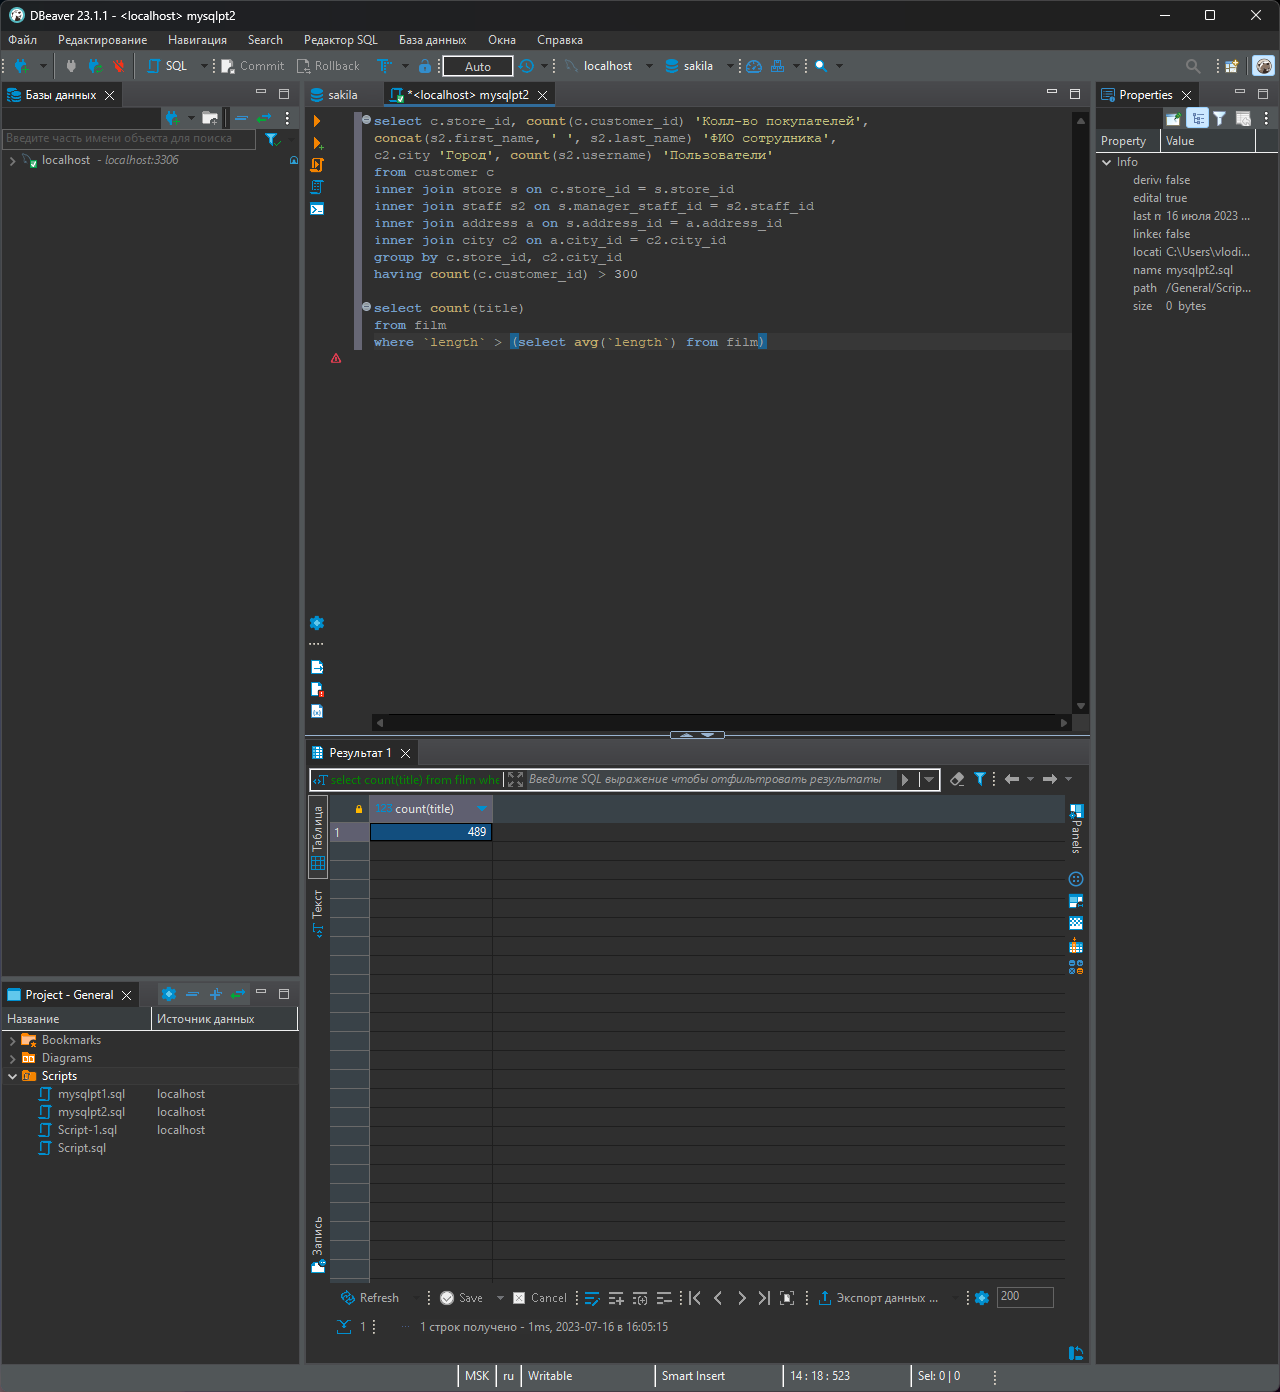 DBeaver 23.1.1 - <localhost> mysqlpt2
Файл Редактирование Навигация Search Редактор SQL База данных Окна Справка
SQL Commit Rollback Auto localhost sakila
Базы данных
Введите часть имени объекта для поиска
localhost - localhost:3306
sakila *<localhost> mysqlpt2
select c.store_id, count(c.customer_id) 'Колл-во покупателей',
concat(s2.first_name, ' ', s2.last_name) 'ФИО сотрудника',
c2.city 'Город', count(s2.username) 'Пользователи'
from customer c
inner join store s on c.store_id = s.store_id
inner join staff s2 on s.manager_staff_id = s2.staff_id
inner join address a on s.address_id = a.address_id
inner join city c2 on a.city_id = c2.city_id
group by c.store_id, c2.city_id
having count(c.customer_id) > 300
select count(title)
from film
where `length` > (select avg(`length`) from film)
Properties
Property Value
Info
derive false
edital true
last m 16 июля 2023 ...
linked false
locati C:\Users\vlodi...
name mysqlpt2.sql
path /General/Scrip...
size 0 bytes
Результат 1
select count(title) from film whe
Введите SQL выражение чтобы отфильтровать результаты
Таблица
Текст
Запись
123 count(title)
1 489
Panels
Project - General
Название Источник данных
Bookmarks
Diagrams
Scripts
mysqlpt1.sql localhost
mysqlpt2.sql localhost
Script-1.sql localhost
Script.sql
Refresh Save Cancel Экспорт данных ... 200
1 1 строк получено - 1ms, 2023-07-16 в 16:05:15
MSK ru Writable Smart Insert 14 : 18 : 523 Sel: 0 | 0